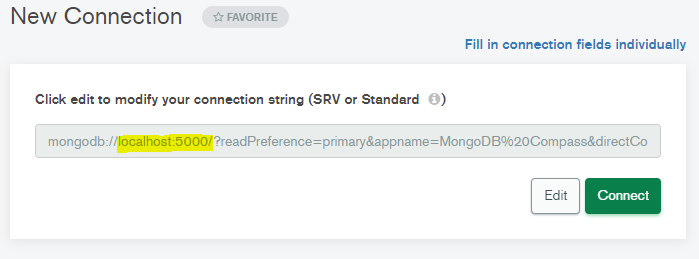 New Connection
☆ FAVORITE
Fill in connection fields individually
Click edit to modify your connection string (SRV or Standard i)
mongodb://localhost:5000/?readPreference=primary&appname=MongoDB%20Compass&directCo
Edit
Connect